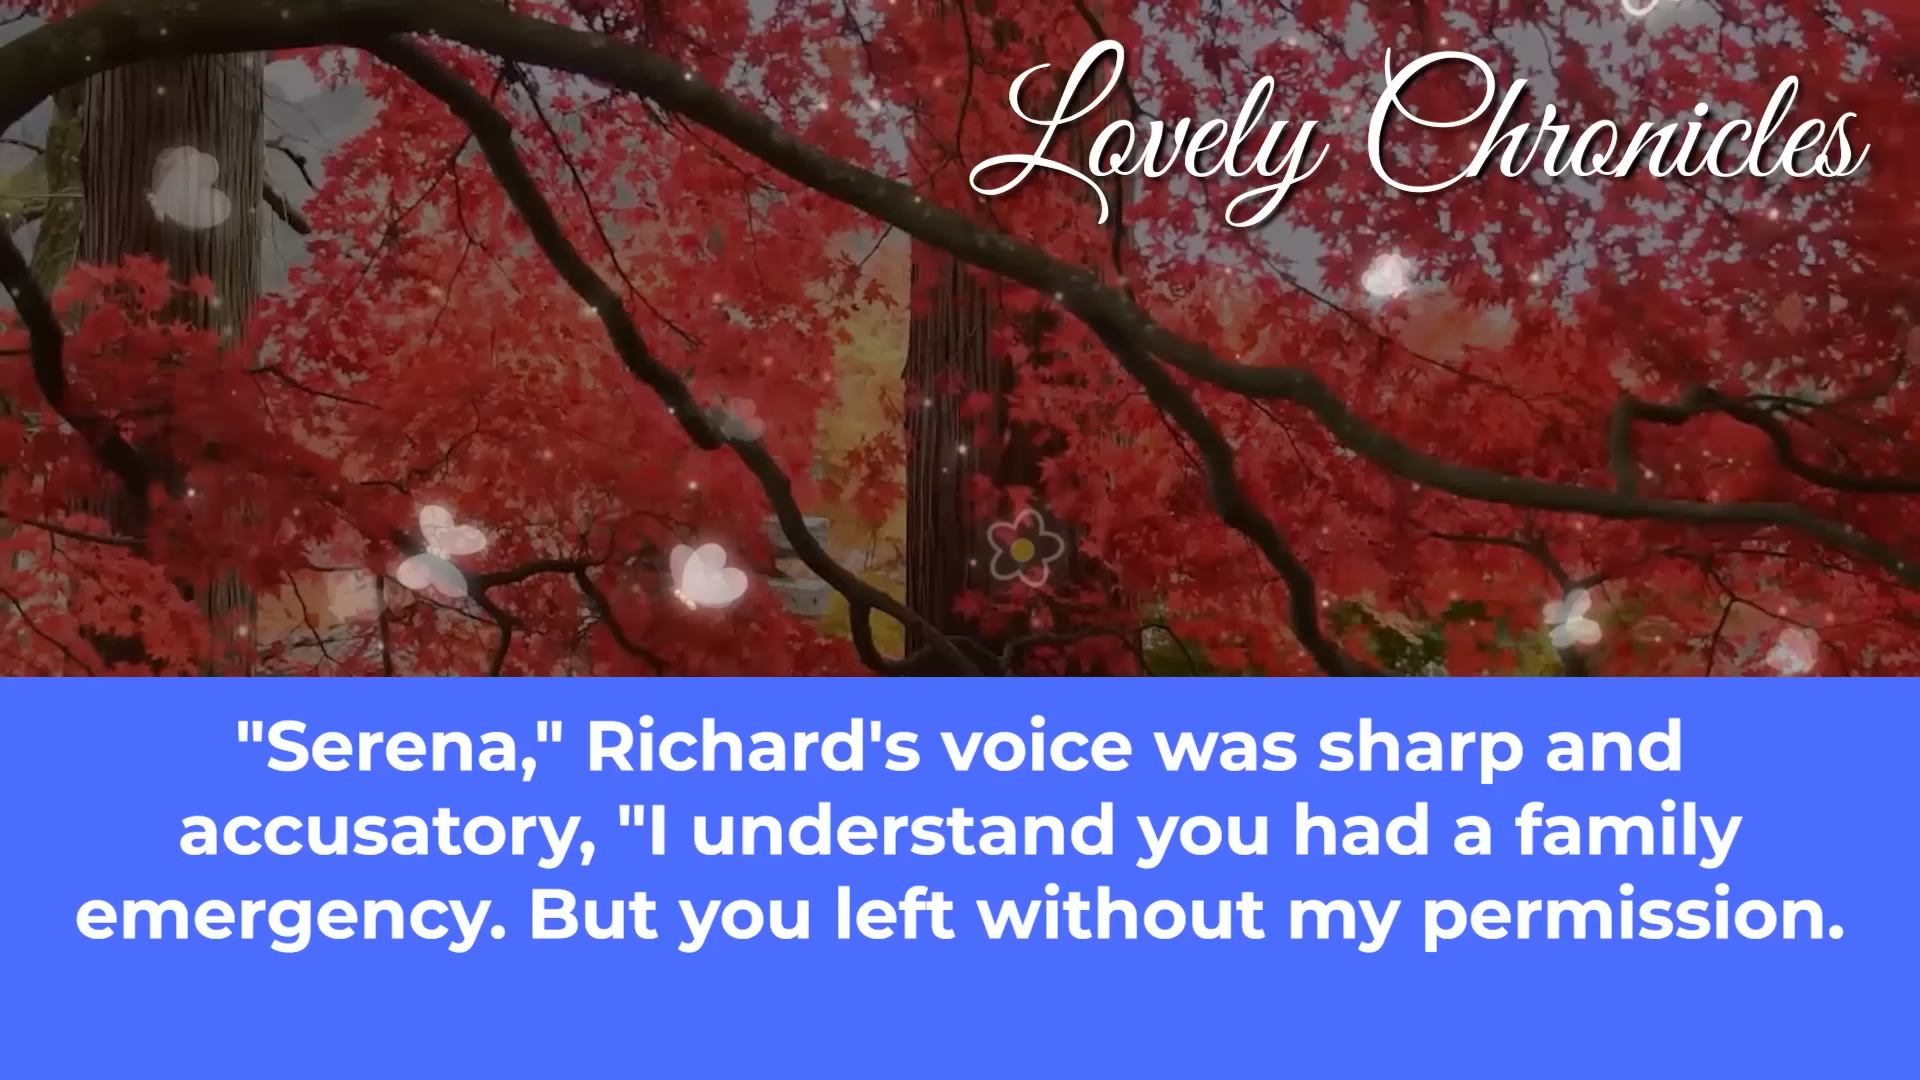 Lovely Chronicles
"Serena," Richard's voice was sharp and
accusatory, "I understand you had a family
emergency. But you left without my permission.